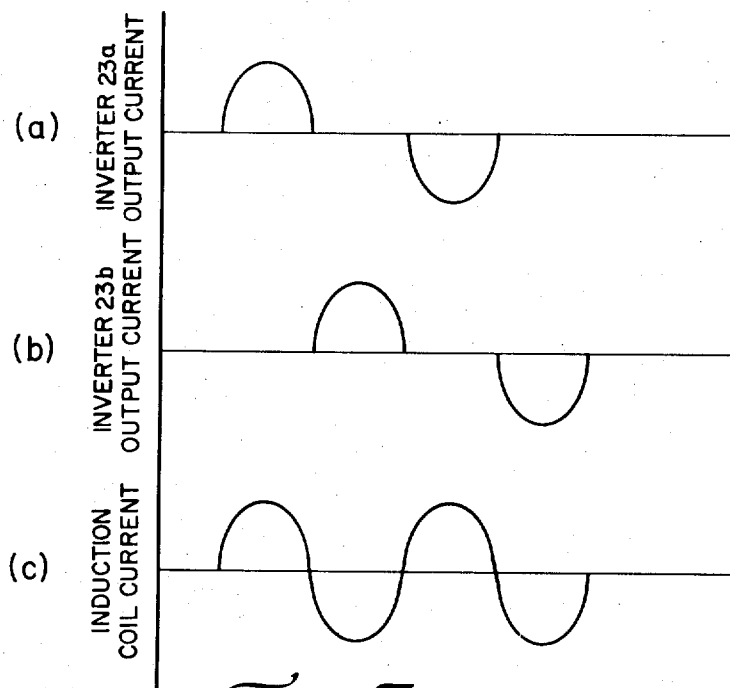 (a)
INVERTER 23a
OUTPUT CURRENT
(b)
INVERTER 23b
OUTPUT CURRENT
(c)
INDUCTION
COIL CURRENT